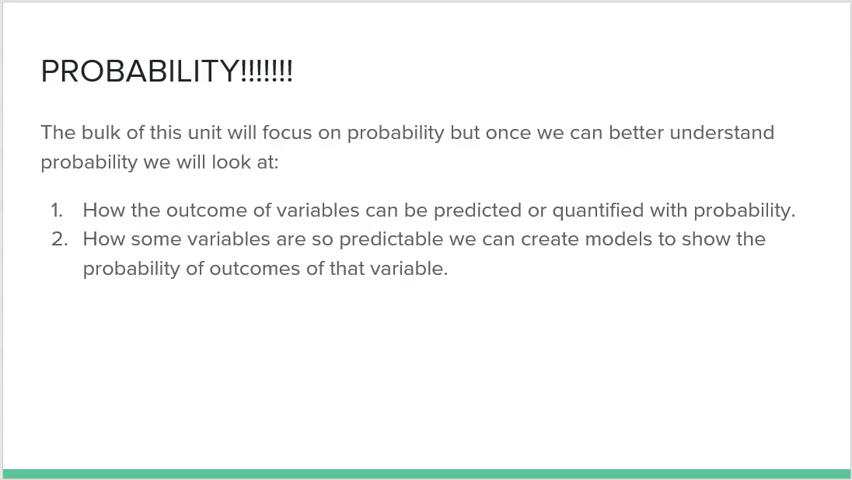 PROBABILITY!!!!!!!
The bulk of this unit will focus on probability but once we can better understand
probability we will look at:
1. How the outcome of variables can be predicted or quantified with probability.
2. How some variables are so predictable we can create models to show the
probability of outcomes of that variable.